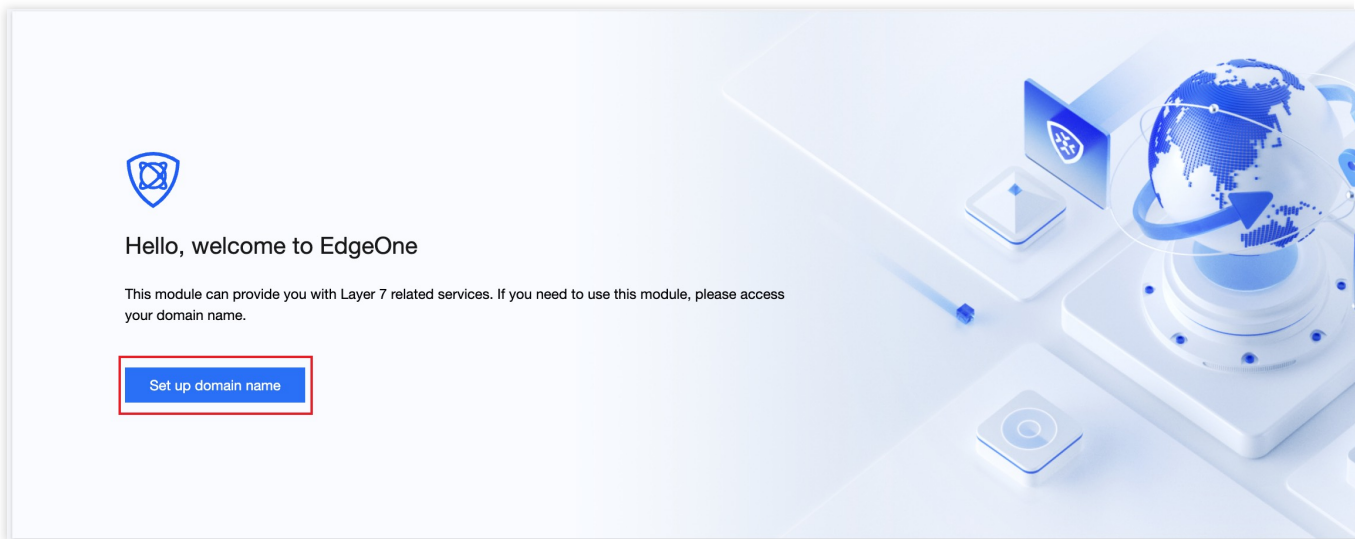 Hello, welcome to EdgeOne
This module can provide you with Layer 7 related services. If you need to use this module, please access
your domain name.
Set up domain name